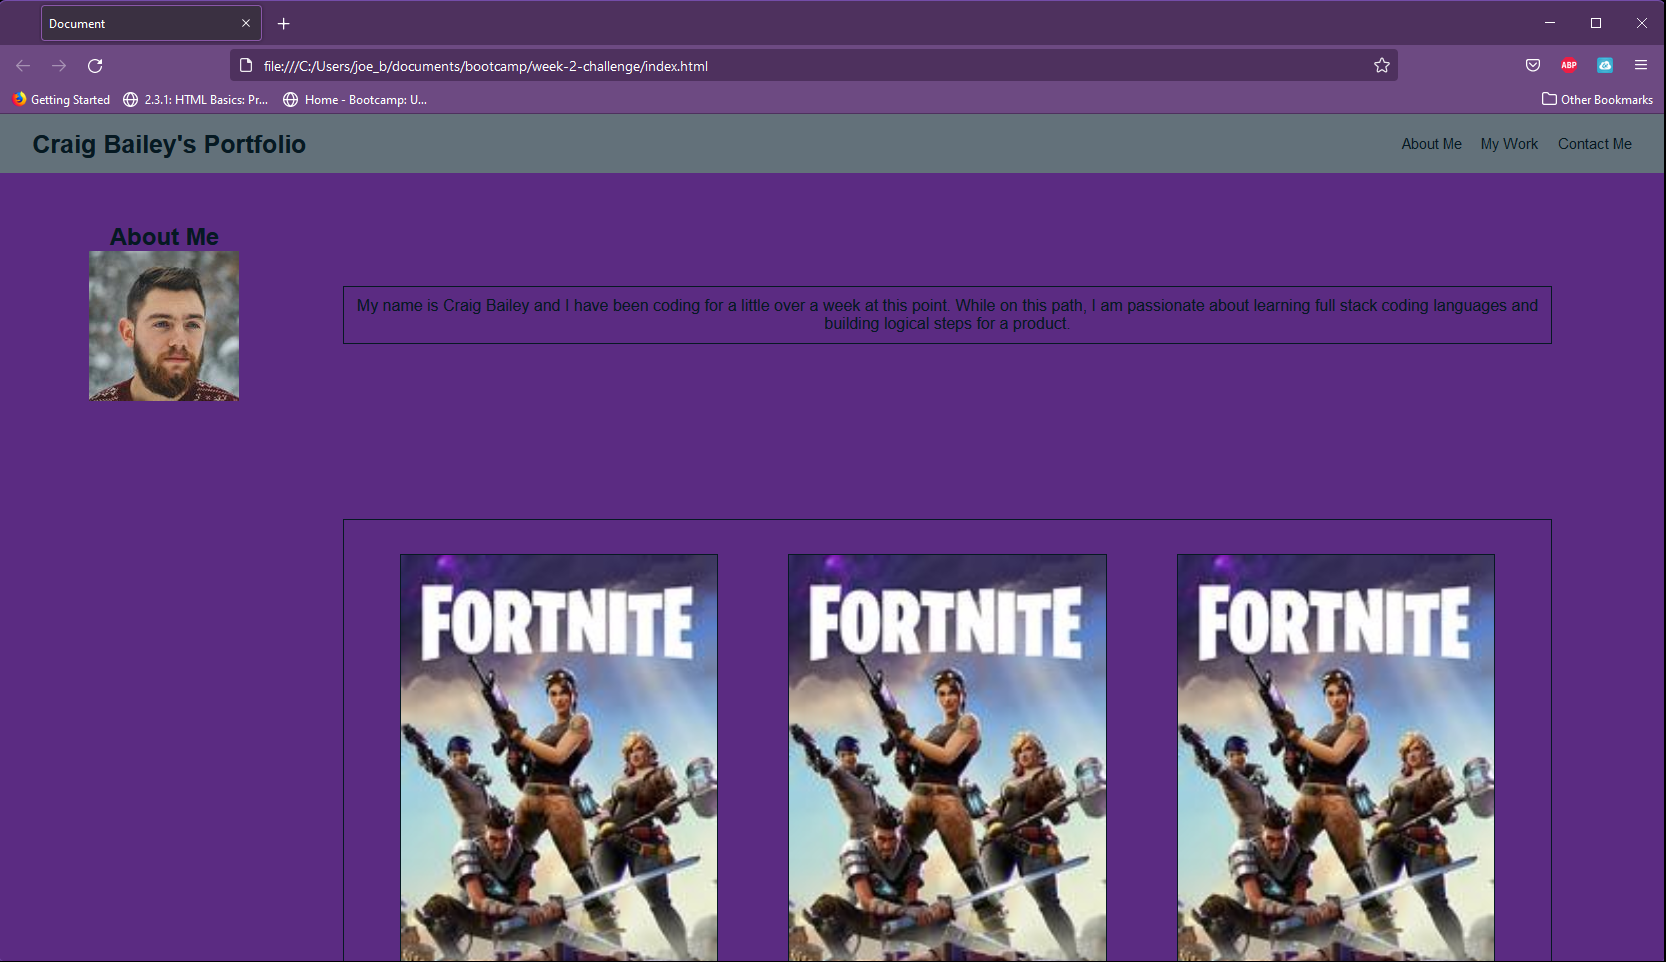 Document
file:///C:/Users/joe_b/documents/bootcamp/week-2-challenge/index.html
ABP
Getting Started
2.3.1: HTML Basics: Pr...
Home - Bootcamp: U...
Other Bookmarks
Craig Bailey's Portfolio
About Me
My Work
Contact Me
About Me
My name is Craig Bailey and I have been coding for a little over a week at this point. While on this path, I am passionate about learning full stack coding languages and
building logical steps for a product.
FORTNITE
FORTNITE
FORTNITE